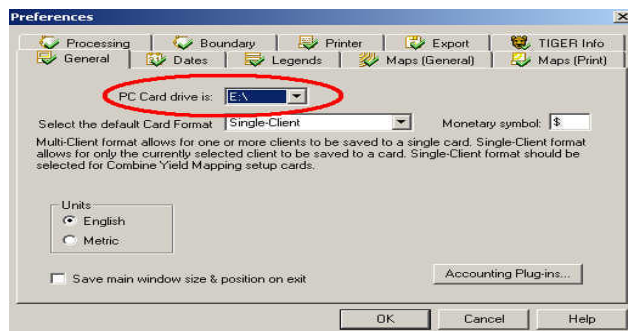 Preferences
Processing Boundary Printer Export TIGER Info
General Dates Legends Maps (General) Maps (Print)
PC Card drive is: E:\
Select the default Card Format Single-Client Monetary symbol: $
Multi-Client format allows for one or more clients to be saved to a single card. Single-Client format
allows for only the currently selected client to be saved to a card. Single-Client format should be
selected for Combine Yield Mapping setup cards.
Units
English
Metric
Save main window size & position on exit
Accounting Plug-ins...
OK Cancel Help